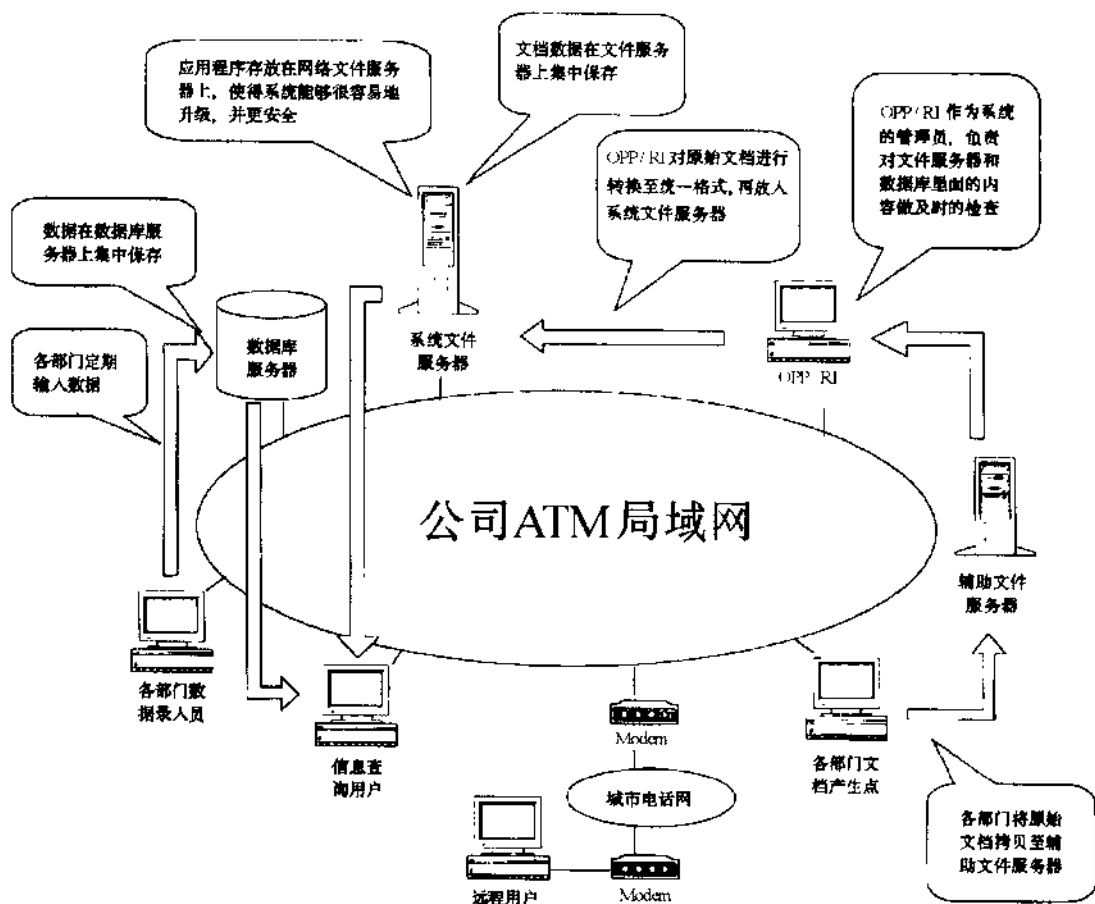 应用程序存放在网络文件服务
器上，使得系统能够很容易地
升级，并更安全
文档数据在文件服务
器上集中保存
OPP/RI 作为系统
的管理员，负责
对文件服务器和
数据库里面的内
容做及时的检查
OPP/RI 对原始文档进行
转换至统一格式，再放入
系统文件服务器
数据在数据库服
务器上集中保存
各部门定期
输入数据
数据库
服务器
系统文件
服务器
OPP/RI
公司ATM局域网
辅助文件
服务器
各部门数
据录入员
信息查
询用户
Modem
城市电话网
远程用户
Modem
各部门文
档产生点
各部门将原始
文档拷贝至辅
助文件服务器